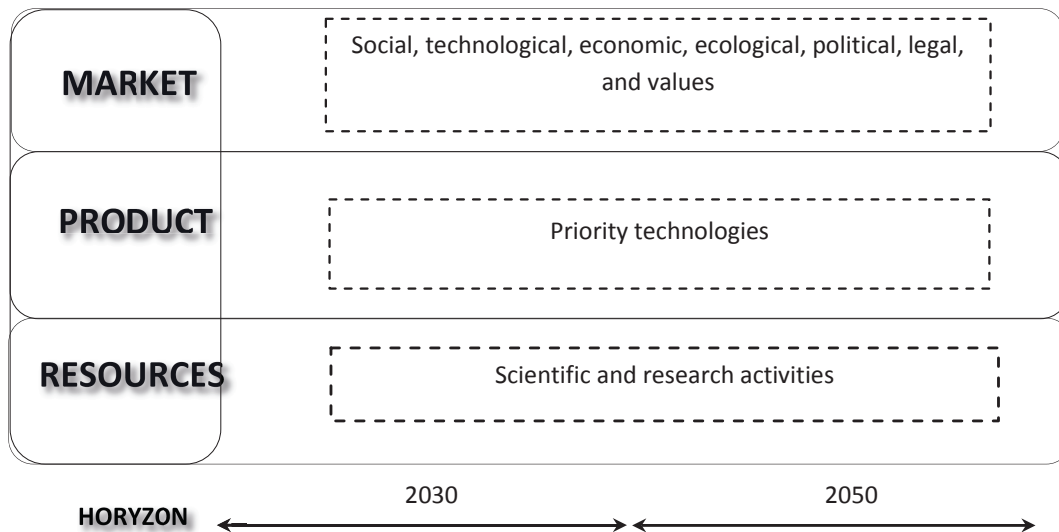 MARKET
Social, technological, economic, ecological, political, legal,
and values
PRODUCT
Priority technologies
RESOURCES
Scientific and research activities
HORYZON
2030
2050